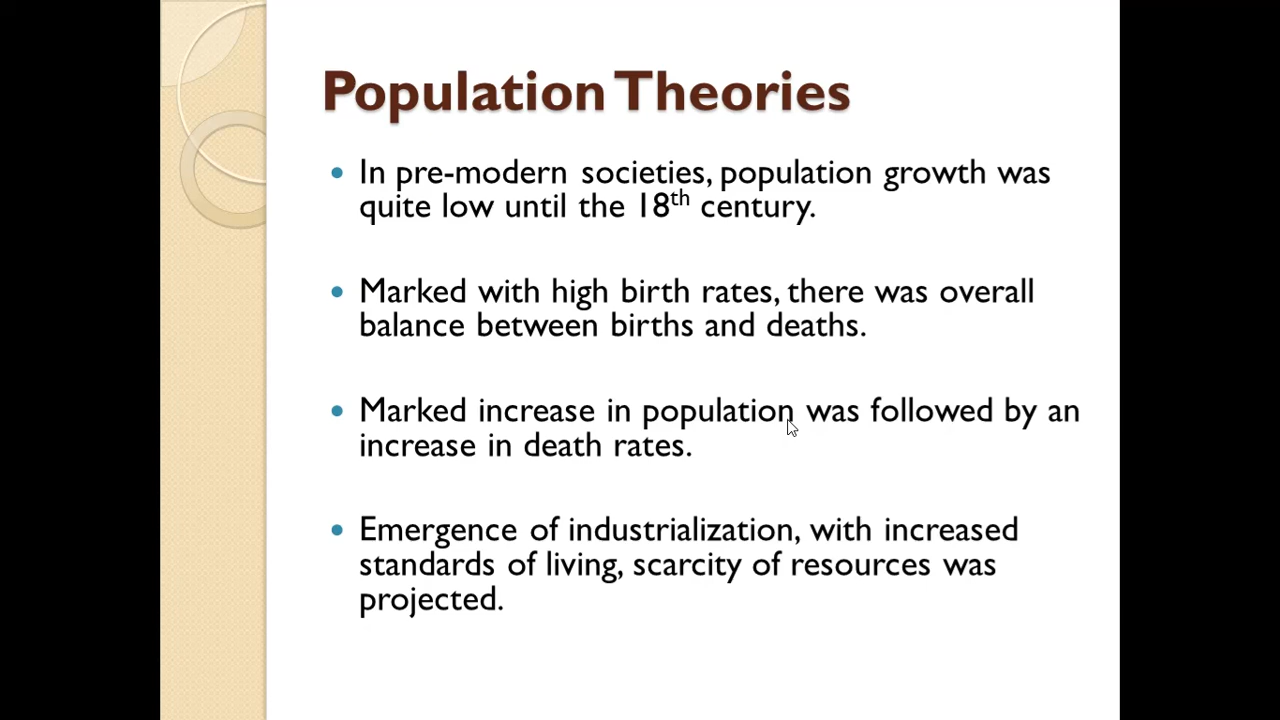 Population Theories
• In pre-modern societies, population growth was
quite low until the 18th century.
• Marked with high birth rates, there was overall
balance between births and deaths.
• Marked increase in population was followed by an
increase in death rates.
• Emergence of industrialization, with increased
standards of living, scarcity of resources was
projected.